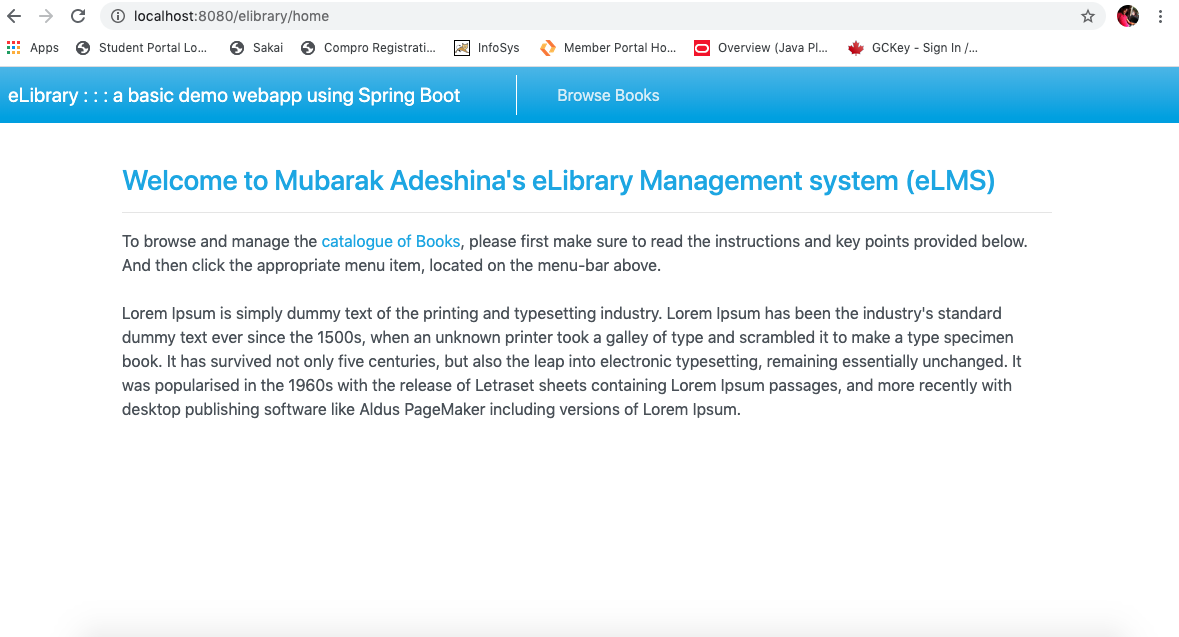 localhost:8080/elibrary/home
Apps Student Portal Lo... Sakai Compro Registrati... InfoSys Member Portal Ho... Overview (Java Pl... GCKey - Sign In /...
eLibrary : : : a basic demo webapp using Spring Boot Browse Books
Welcome to Mubarak Adeshina's eLibrary Management system (eLMS)
To browse and manage the catalogue of Books, please first make sure to read the instructions and key points provided below.
And then click the appropriate menu item, located on the menu-bar above.
Lorem Ipsum is simply dummy text of the printing and typesetting industry. Lorem Ipsum has been the industry's standard
dummy text ever since the 1500s, when an unknown printer took a galley of type and scrambled it to make a type specimen
book. It has survived not only five centuries, but also the leap into electronic typesetting, remaining essentially unchanged. It
was popularised in the 1960s with the release of Letraset sheets containing Lorem Ipsum passages, and more recently with
desktop publishing software like Aldus PageMaker including versions of Lorem Ipsum.